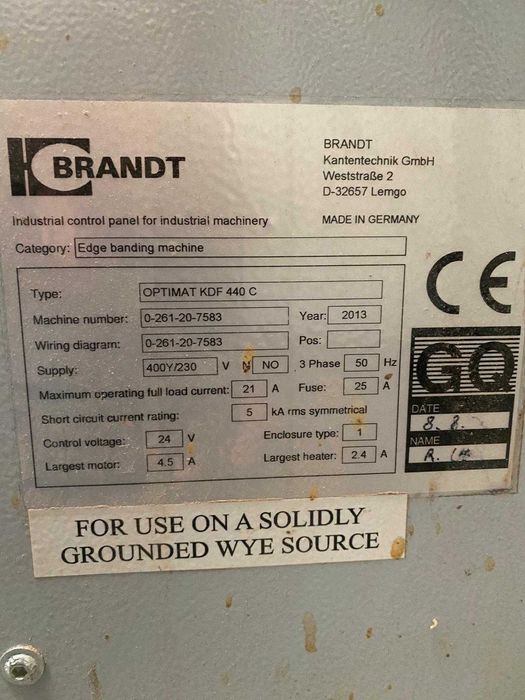 BRANDT
BRANDT
Kantentechnik GmbH
Weststraße 2
D-32657 Lemgo
Industrial control panel for industrial machinery
MADE IN GERMANY
Category: Edge banding machine
Type: OPTIMAT KDF 440 C
Machine number: 0-261-20-7583 Year: 2013
Wiring diagram: 0-261-20-7583 Pos:
Supply: 400Y/230 V N NO 3 Phase 50 Hz
Maximum operating full load current: 21 A Fuse: 25 A
Short circuit current rating: 5 kA rms symmetrical
Control voltage: 24 V Enclosure type: 1
Largest motor: 4.5 A Largest heater: 2.4 A
CE
GQ
DATE
8.8.
NAME
R.
FOR USE ON A SOLIDLY
GROUNDED WYE SOURCE